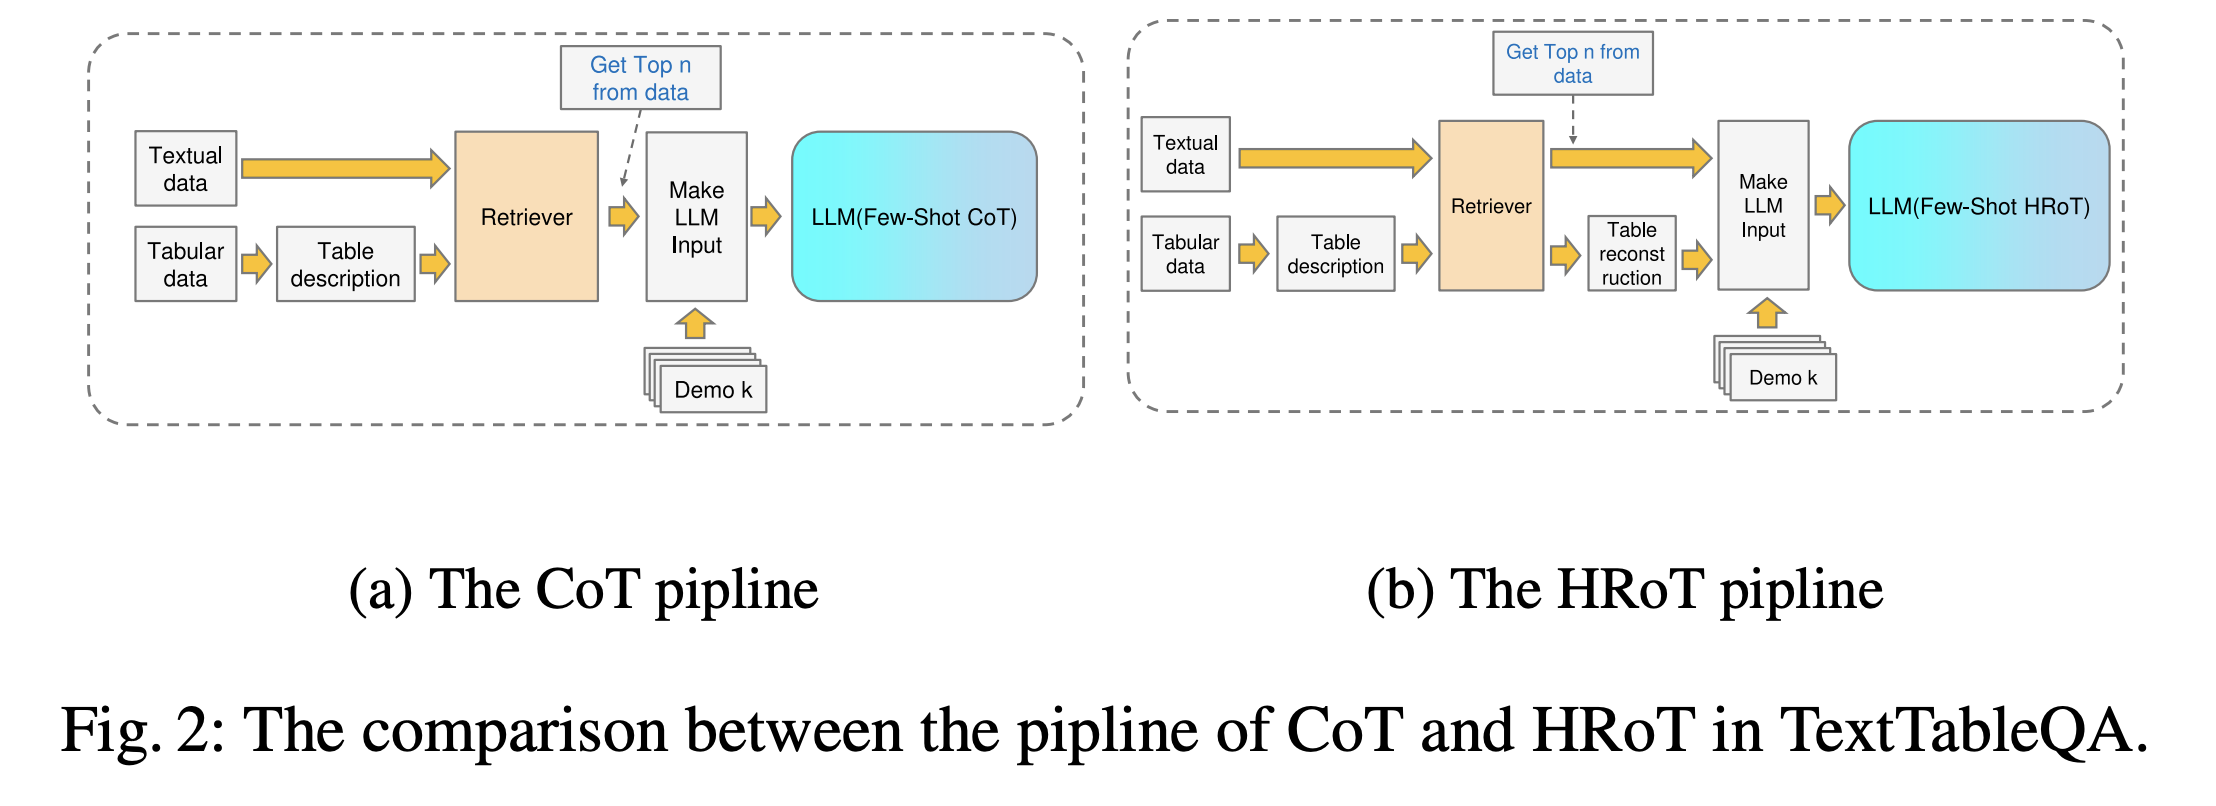 Get Top n
from data
Textual
data
Tabular
data
Table
description
Retriever
Make
LLM
Input
LLM(Few-Shot CoT)
Demo k
Get Top n from
data
Textual
data
Tabular
data
Table
description
Retriever
Table
reconst
ruction
Make
LLM
Input
LLM(Few-Shot HRoT)
Demo k
(a) The CoT pipline
(b) The HRoT pipline
Fig. 2: The comparison between the pipline of CoT and HRoT in TextTableQA.